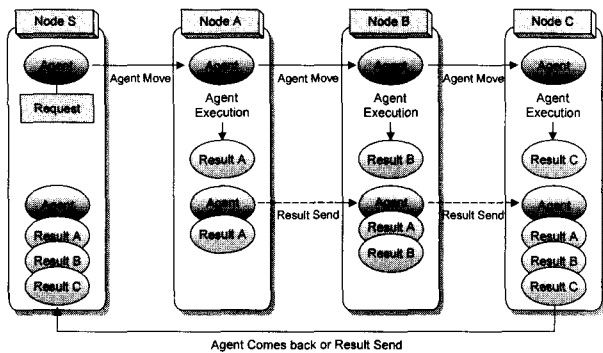 Node S
Node A
Node B
Node C
Agent
Agent Move
Agent
Agent Move
Agent
Agent Move
Agent
Request
Agent
Execution
Agent
Execution
Agent
Execution
Result A
Result B
Result C
Agent
Result A
Result B
Result C
Agent
Result A
Result Send
Agent
Result A
Result B
Result Send
Agent
Result A
Result B
Result C
Agent Comes back or Result Send